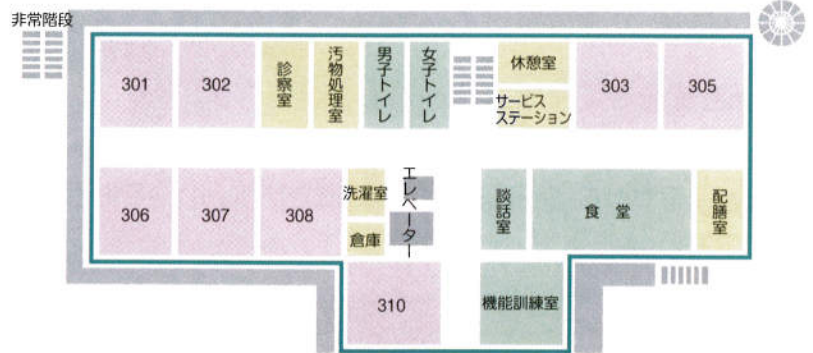 非常階段
301
302
診察室
汚物処理室
男子トイレ
女子トイレ
休憩室
サービス
ステーション
303
305
306
307
308
洗濯室
倉庫
エレベーター
談話室
食堂
配膳室
310
機能訓練室